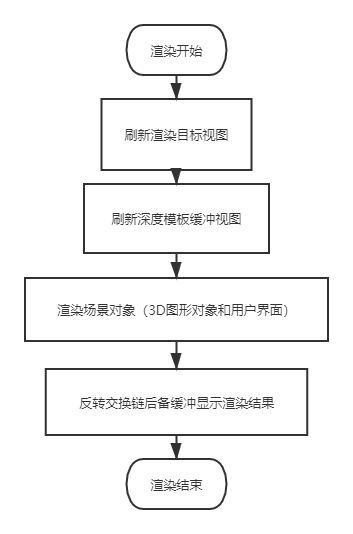 渲染开始
刷新渲染目标视图
刷新深度模板缓冲视图
渲染场景对象（3D图形对象和用户界面）
反转交换链后备缓冲显示渲染结果
渲染结束